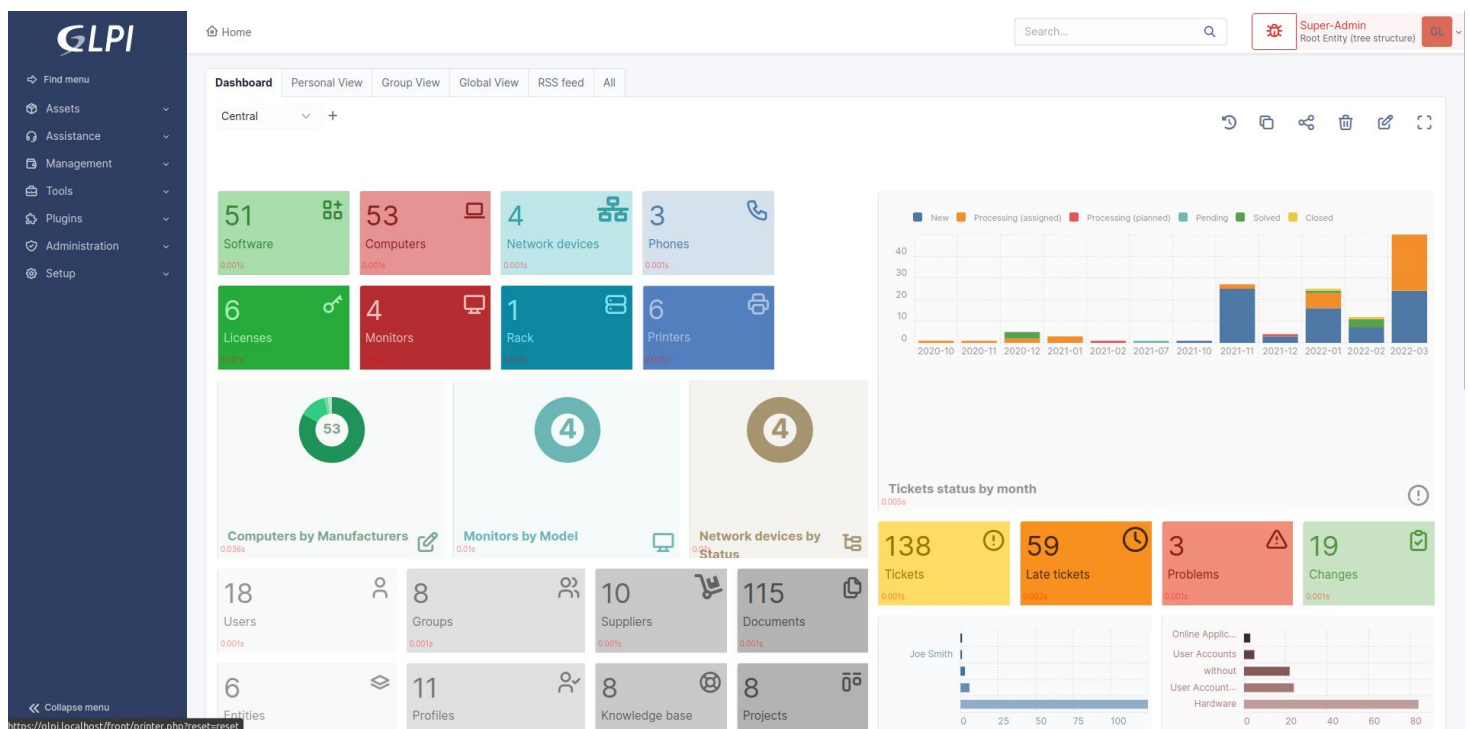 GLPI
Home
Search...
Super-Admin
Root Entity (tree structure)
GL
Find menu
Assets
Assistance
Management
Tools
Plugins
Administration
Setup
Collapse menu
https://glpi.localhost/front/printer.php?reset=reset
Dashboard Personal View Group View Global View RSS feed All
Central
51
Software
0.001s
53
Computers
0.001s
4
Network devices
0.001s
3
Phones
0.001s
6
Licenses
0.001s
4
Monitors
1
Rack
0.001s
6
Printers
0.001s
53
Computers by Manufacturers
0.036s
4
Monitors by Model
0.01s
4
Network devices by
Status
New Processing (assigned) Processing (planned) Pending Solved Closed
40
30
20
10
0
2020-10 2020-11 2020-12 2021-01 2021-02 2021-07 2021-10 2021-11 2021-12 2022-01 2022-02 2022-03
Tickets status by month
0.005s
138
Tickets
0.001s
59
Late tickets
0.002s
3
Problems
0.001s
19
Changes
0.001s
18
Users
0.001s
8
Groups
0.001s
10
Suppliers
0.001s
115
Documents
0.001s
6
Entities
11
Profiles
8
Knowledge base
8
Projects
Joe Smith
0 25 50 75 100
Online Applic...
User Accounts
without
User Account...
Hardware
0 20 40 60 80